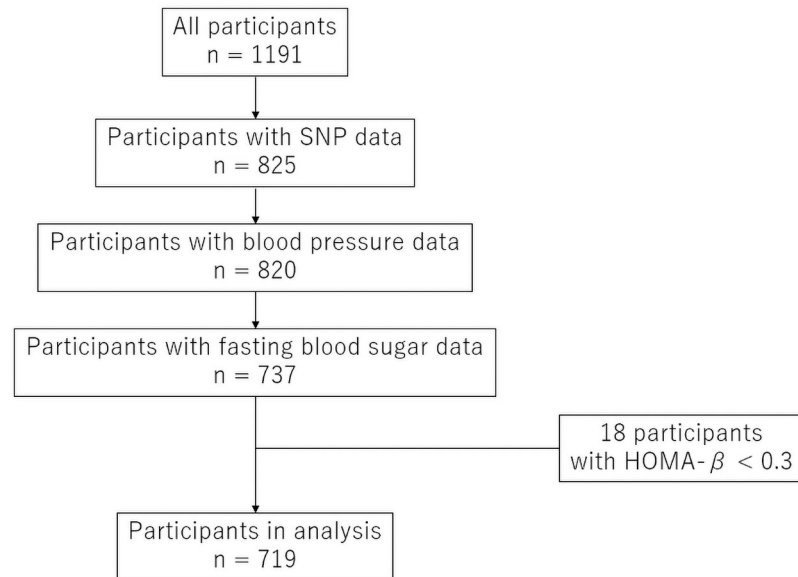 All participants
n = 1191
Participants with SNP data
n = 825
Participants with blood pressure data
n = 820
Participants with fasting blood sugar data
n = 737
18 participants
with HOMA-β < 0.3
Participants in analysis
n = 719